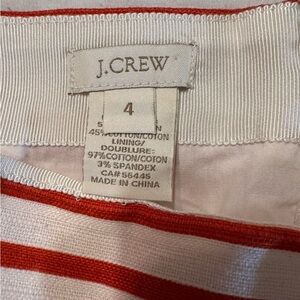 J.CREW
4
45%COTTON/COTON
LINING/
DOUBLURE:
97%COTTON/COTON
3% SPANDEX
CA# 56445
MADE IN CHINA